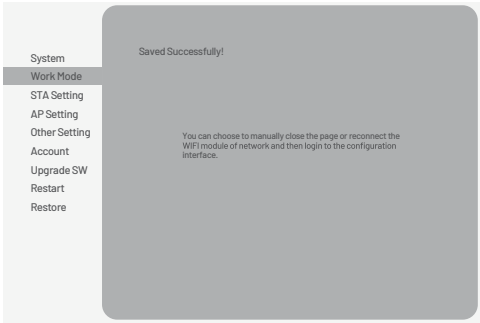 System
Work Mode
STA Setting
AP Setting
Other Setting
Account
Upgrade SW
Restart
Restore
Saved Successfully!
You can choose to manually close the page or reconnect the
WIFI module of network and then login to the configuration
interface.